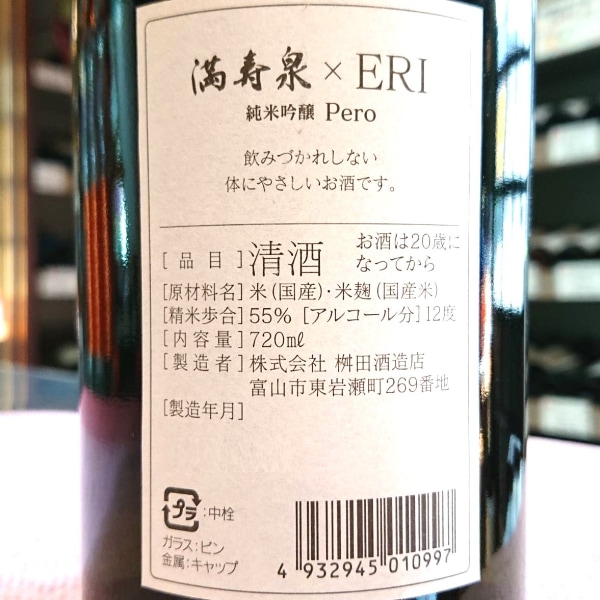 満寿泉 × ERI
純米吟醸 Pero
飲みづかれしない
体にやさしいお酒です。
[品目]清酒 お酒は20歳に
なってから
[原材料名]米(国産)・米麹(国産米)
[精米歩合]55% [アルコール分]12度
[内容量]720mℓ
[製造者]株式会社 桝田酒造店
富山市東岩瀬町269番地
[製造年月]
プラ:中栓
ガラス:ビン
金属:キャップ
4 932945 010997